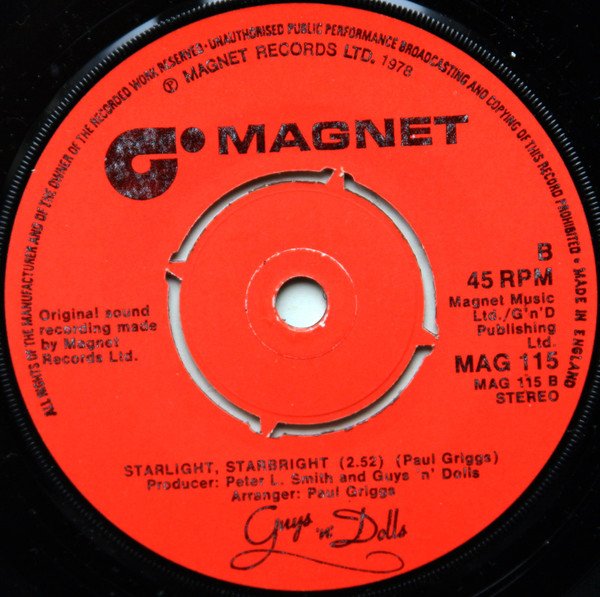 ALL RIGHTS OF THE MANUFACTURER AND OF THE OWNER OF THE RECORDED WORK RESERVED • UNAUTHORISED PUBLIC PERFORMANCE BROADCASTING AND COPYING OF THIS RECORD PROHIBITED • MADE IN ENGLAND
℗ MAGNET RECORDS LTD. 1978
MAGNET
B
45 RPM
Magnet Music
Ltd./G'n'D
Publishing
Ltd.
MAG 115
MAG 115 B
STEREO
Original sound
recording made
by Magnet
Records Ltd.
STARLIGHT, STARBRIGHT (2.52) (Paul Griggs)
Producer: Peter L. Smith and Guys 'n' Dolls
Arranger: Paul Griggs
Guys 'n' Dolls